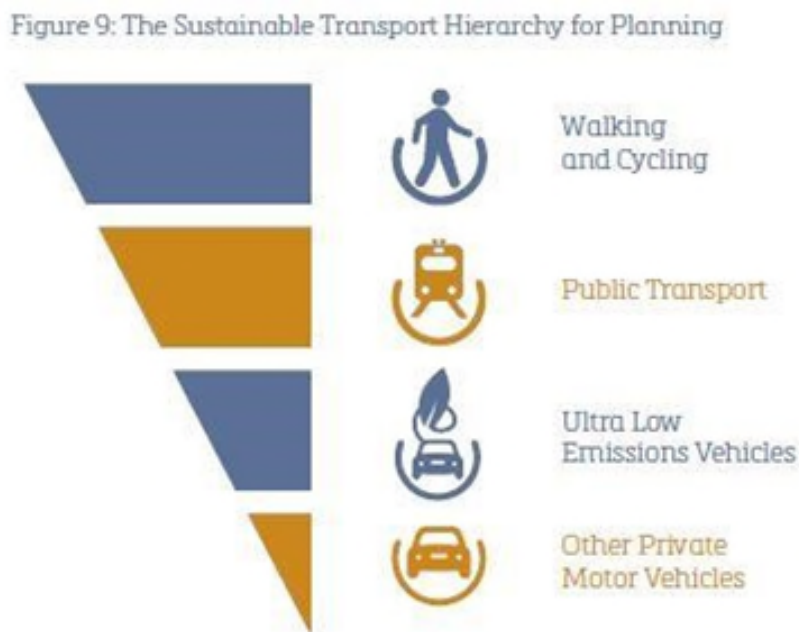 Figure 9: The Sustainable Transport Hierarchy for Planning
Walking
and Cycling
Public Transport
Ultra Low
Emissions Vehicles
Other Private
Motor Vehicles